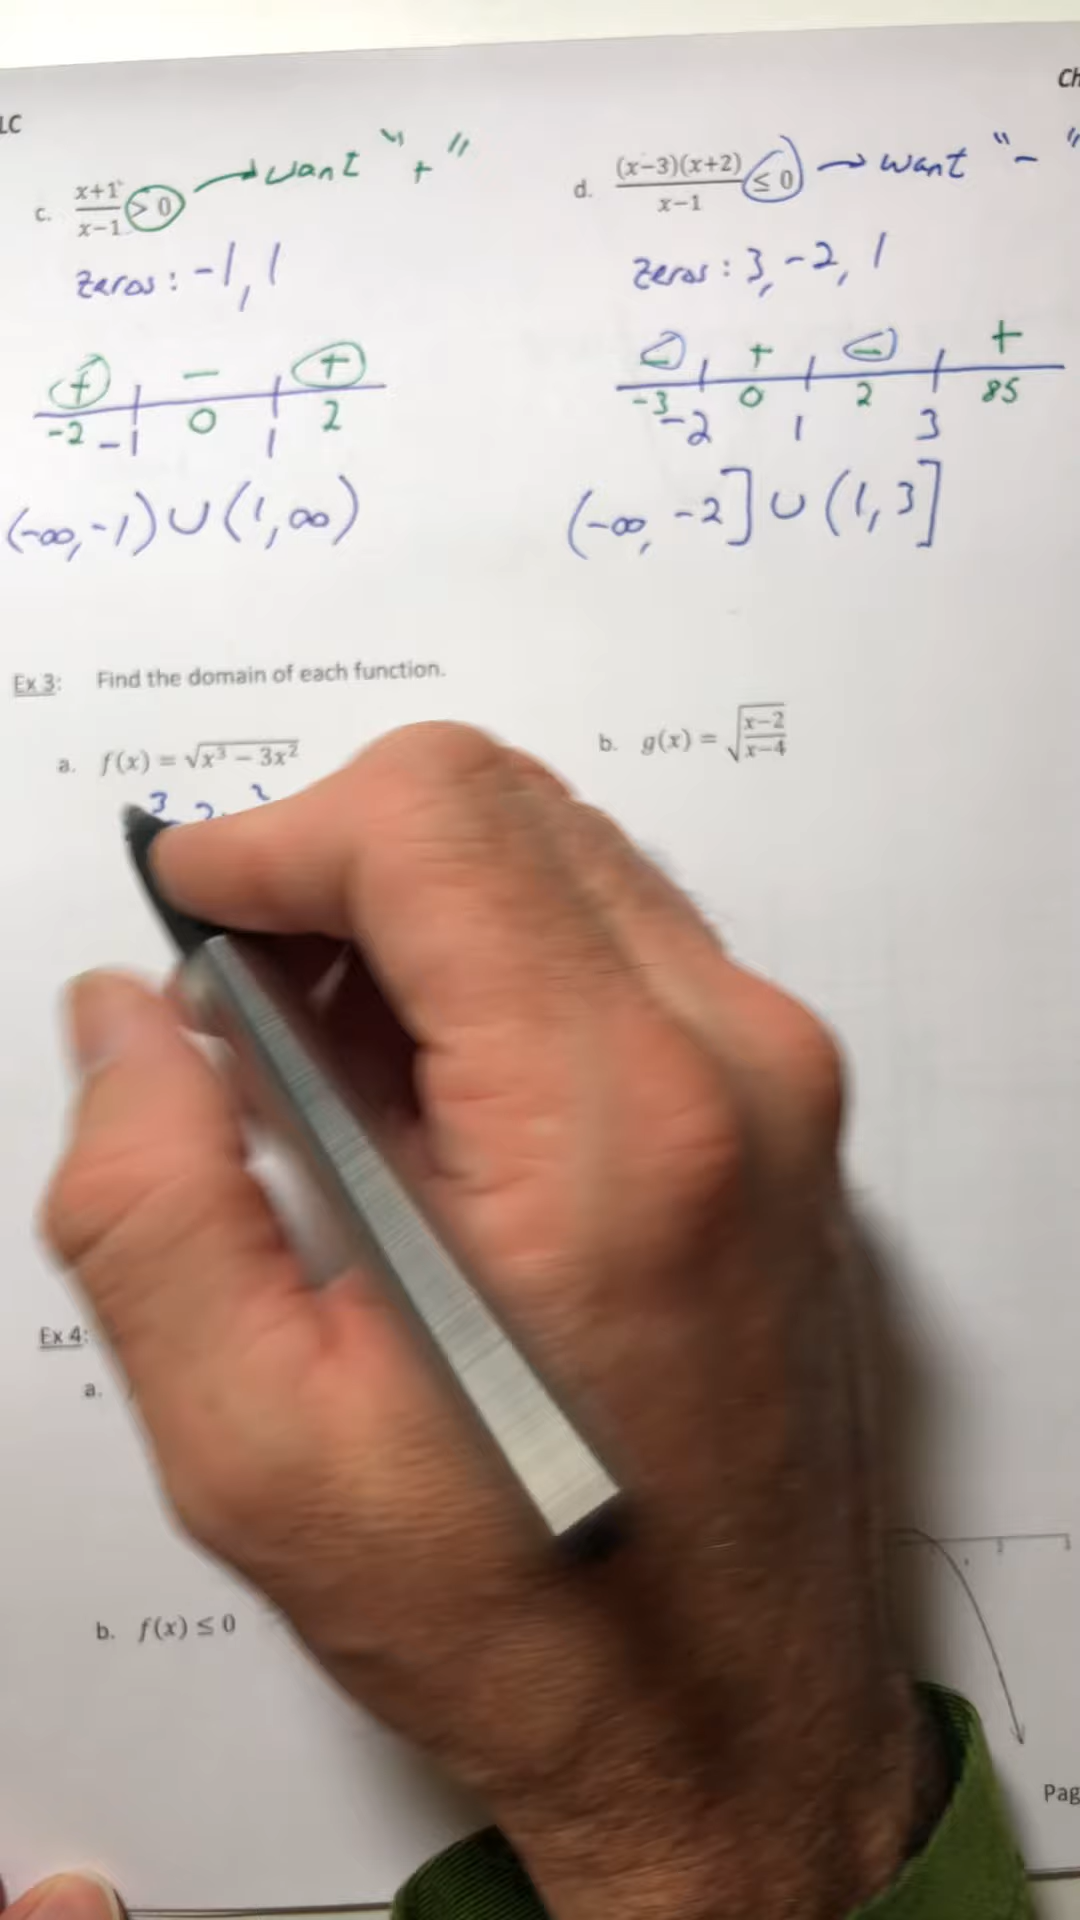 LC
Ch
c. x+1/x−1 > 0 → want "+"
zeros : -1, 1
+ − +
-2 -1 0 1 2
(-∞, -1) ∪ (1, ∞)
d. (x−3)(x+2)/x−1 ≤ 0 → want "-"
zeros : 3, -2, 1
− + − +
-3 -2 0 1 2 3 85
(-∞, -2] ∪ (1, 3]
Ex 3: Find the domain of each function.
a. f(x) = √x³ − 3x²
b. g(x) = √x−2/x−4
Ex 4:
a.
b. f(x) ≤ 0
Pag